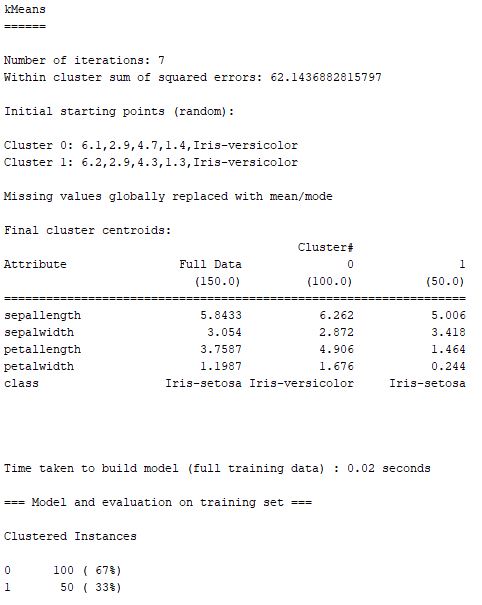 kMeans
======
Number of iterations: 7
Within cluster sum of squared errors: 62.1436882815797
Initial starting points (random):
Cluster 0: 6.1,2.9,4.7,1.4,Iris-versicolor
Cluster 1: 6.2,2.9,4.3,1.3,Iris-versicolor
Missing values globally replaced with mean/mode
Final cluster centroids:
                                          Cluster#
Attribute                Full Data               0               1
                           (150.0)         (100.0)          (50.0)
==================================================================
sepallength                 5.8433           6.262           5.006
sepalwidth                   3.054           2.872           3.418
petallength                 3.7587           4.906           1.464
petalwidth                  1.1987           1.676           0.244
class                  Iris-setosa Iris-versicolor     Iris-setosa
Time taken to build model (full training data) : 0.02 seconds
=== Model and evaluation on training set ===
Clustered Instances
0      100 ( 67%)
1       50 ( 33%)